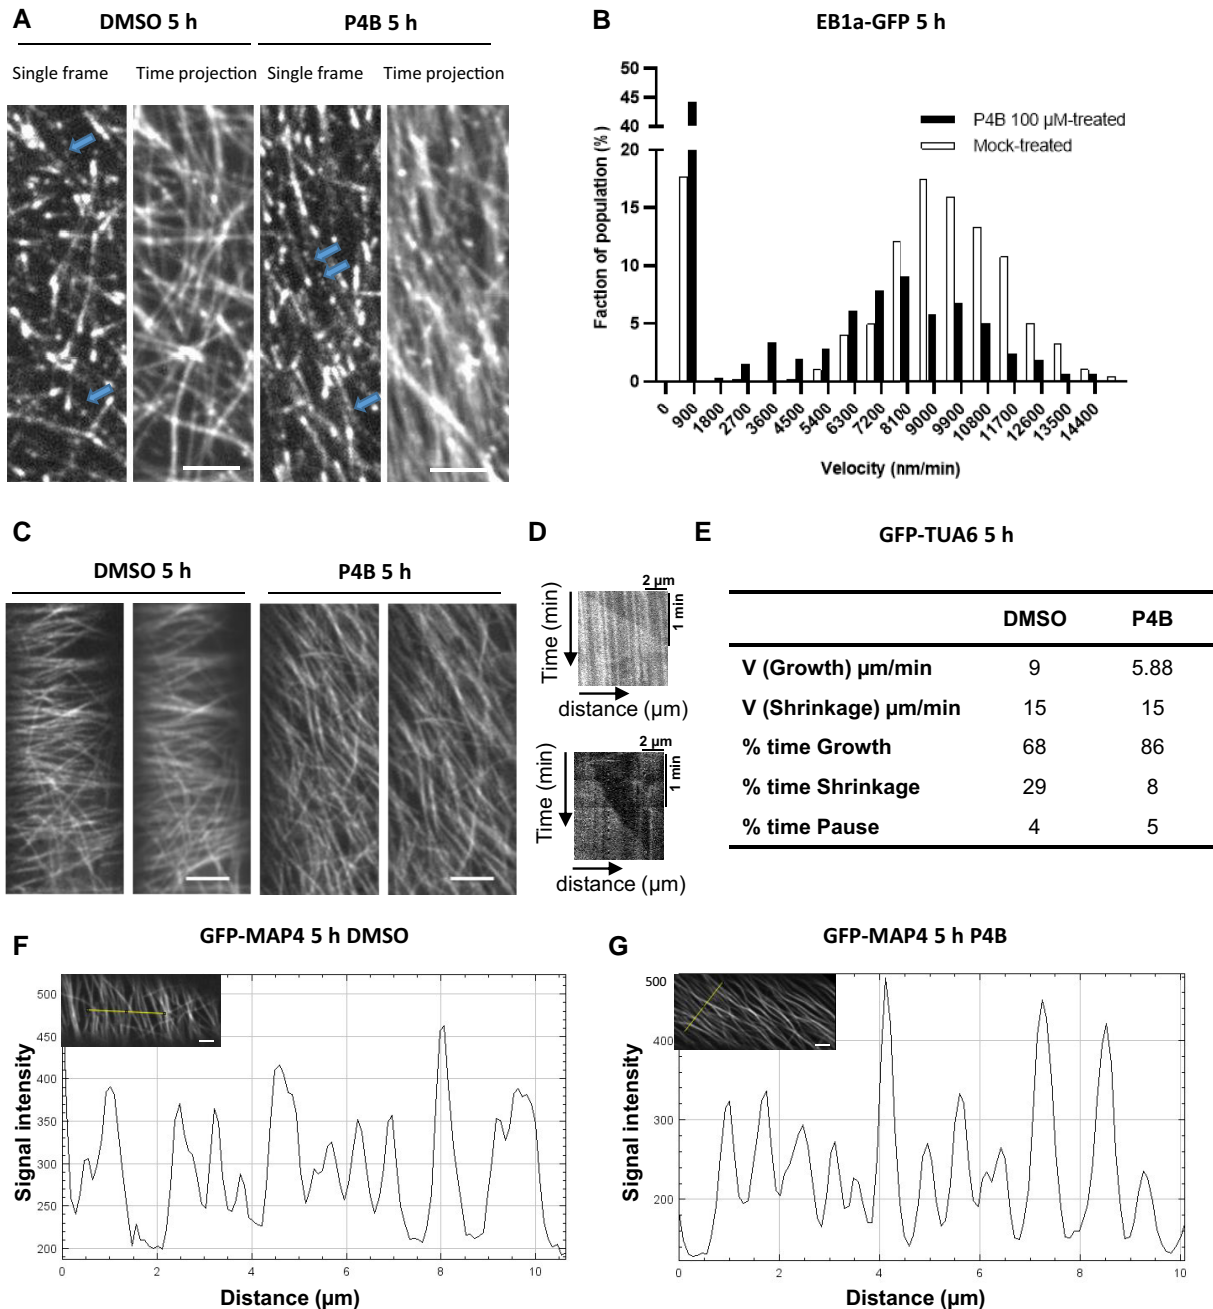 A
DMSO 5 h
P4B 5 h
Single frame
Time projection
Single frame
Time projection
B
EB1a-GFP 5 h
P4B 100 µM-treated
Mock-treated
Faction of population (% )
50
45
40
20
15
10
5
0
0
900
1800
2700
3600
4500
5400
6300
7200
8100
9000
9900
10800
11700
12600
13500
14400
Velocity (nm/min)
C
DMSO 5 h
P4B 5 h
D
2 µm
1 min
Time (min)
distance (µm)
2 µm
1 min
Time (min)
distance (µm)
E
GFP-TUA6 5 h
DMSO P4B
V (Growth) µm/min 9 5.88
V (Shrinkage) µm/min 15 15
% time Growth 68 86
% time Shrinkage 29 8
% time Pause 4 5
F
GFP-MAP4 5 h DMSO
Signal intensity
500
450
400
350
300
250
200
0 2 4 6 8 10
Distance (µm)
G
GFP-MAP4 5 h P4B
Signal intensity
500
400
300
200
0 2 4 6 8 10
Distance (µm)